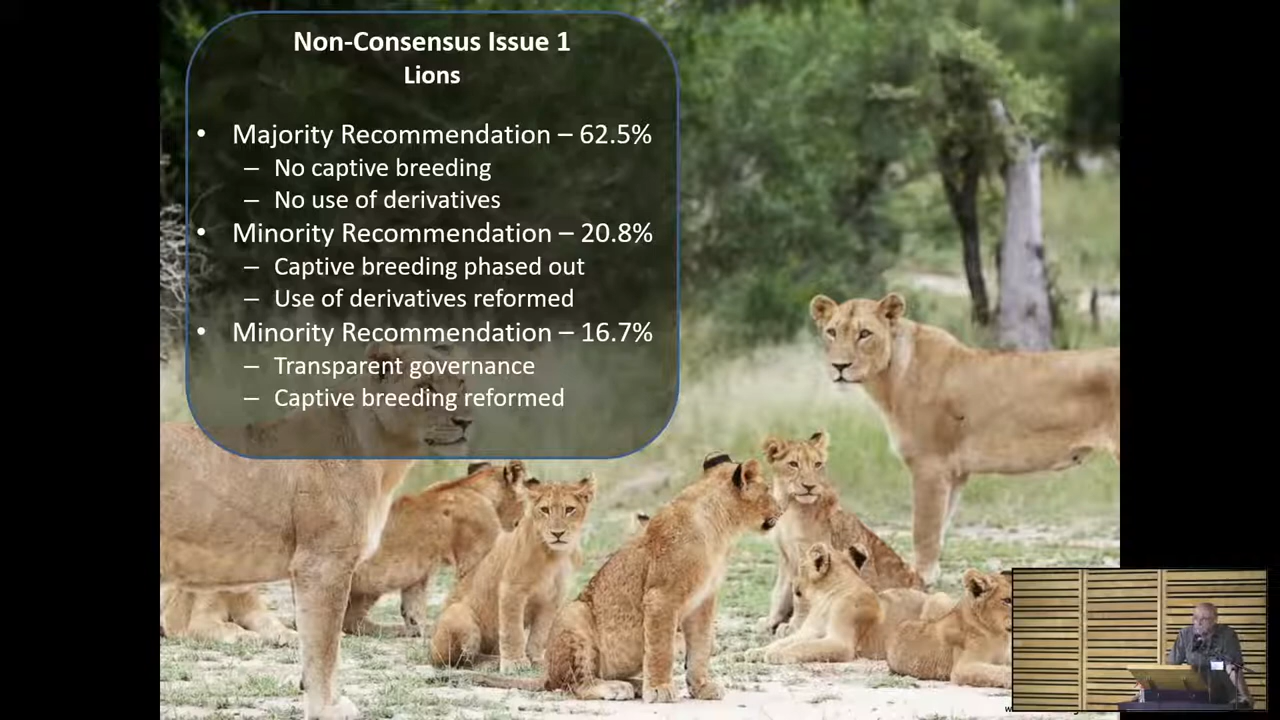 Non-Consensus Issue 1
Lions
• Majority Recommendation – 62.5%
– No captive breeding
– No use of derivatives
• Minority Recommendation – 20.8%
– Captive breeding phased out
– Use of derivatives reformed
• Minority Recommendation – 16.7%
– Transparent governance
– Captive breeding reformed